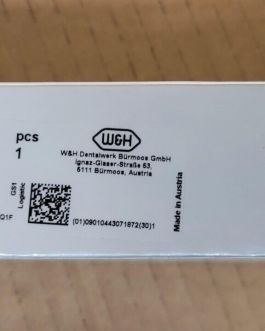 pcs
1
W&H
W&H Dentalwerk Bürmoos GmbH
Ignaz-Glaser-Straße 53,
5111 Bürmoos, Austria
GS1
Logistic
Q1F
(01)09010443071872(30)1
Made in Austria